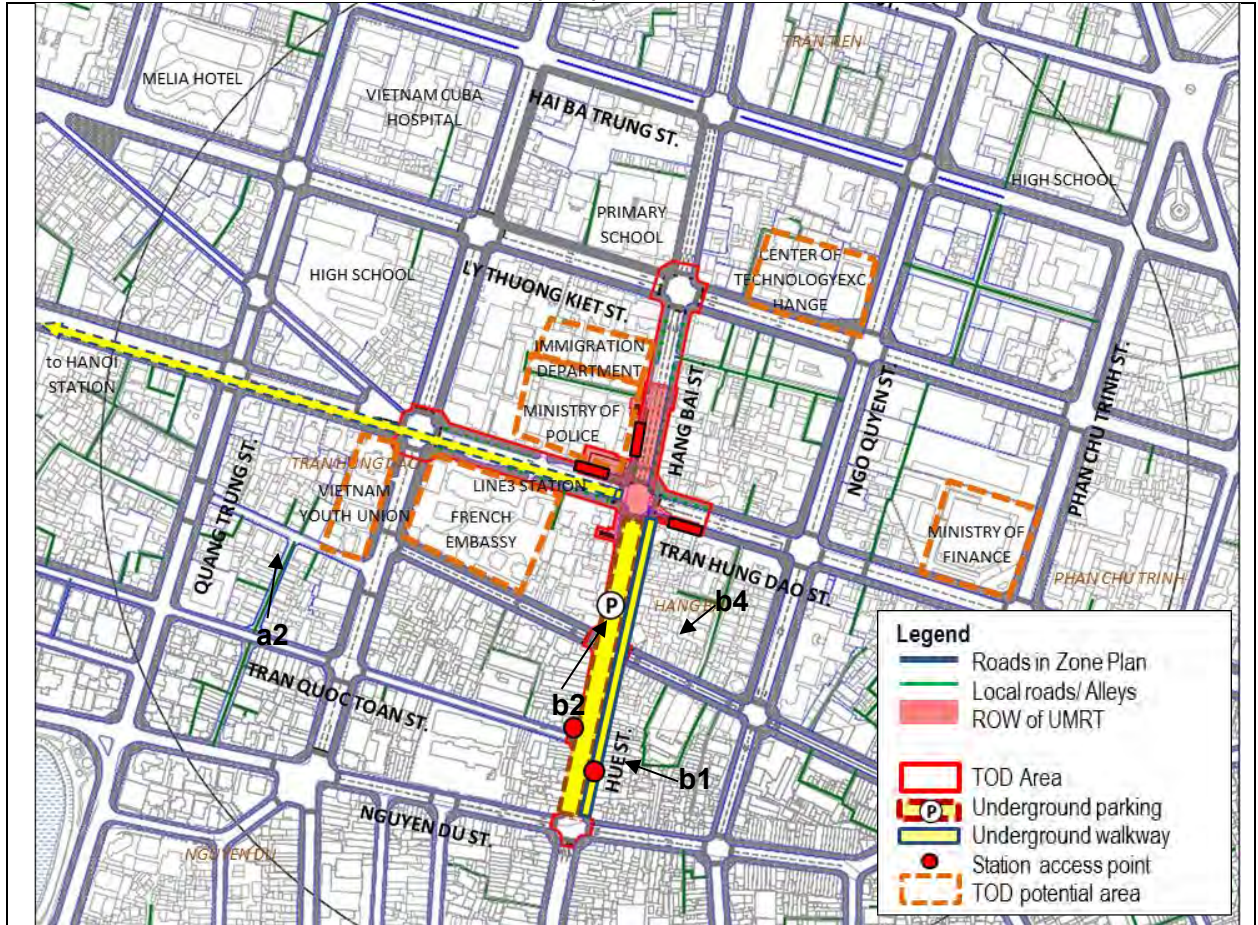 ST.
TRAN TIEN
MELIA HOTEL
VIETNAM CUBA
HOSPITAL
HAI BA TRUNG ST.
HIGH SCHOOL
PRIMARY
SCHOOL
CENTER OF
TECHNOLOGYEXC
HANGE
HIGH SCHOOL
LY THUONG KIET ST.
IMMIGRATION
DEPARTMENT
to HANOI
STATION
MINISTRY OF
POLICE
HANG BAI ST.
NGO QUYEN ST.
PHAN CHU TRINH ST.
QUANG TRUNG ST.
TRAN HUNG DAO
LINE3 STATION
VIETNAM
YOUTH UNION
FRENCH
EMBASSY
MINISTRY OF
FINANCE
TRAN HUNG DAO ST.
PHAN CHU TRINH
P
HANG B
b4
a2
TRAN QUOC TOAN ST.
b2
HUE ST.
b1
NGUYEN DU ST.
NGUYEN DU
Legend
Roads in Zone Plan
Local roads/ Alleys
ROW of UMRT
TOD Area
P Underground parking
Underground walkway
Station access point
TOD potential area